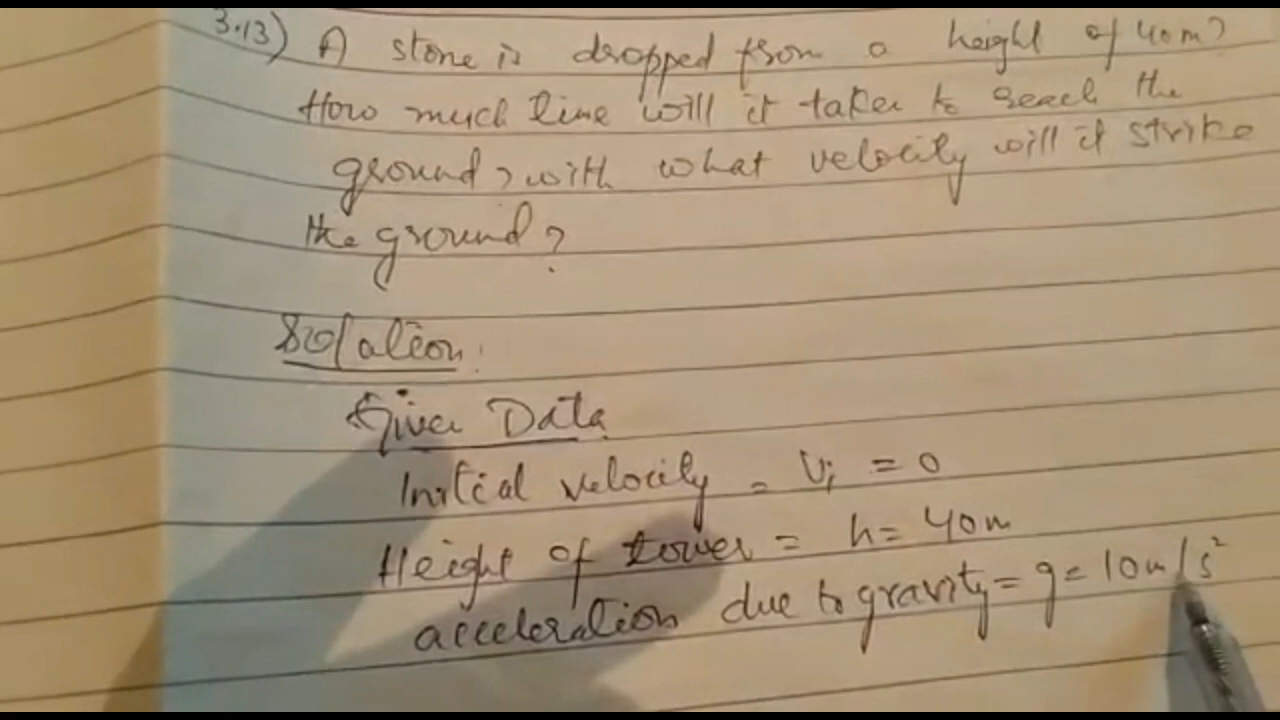 3.13) A stone is dropped from a height of 40m?
How much time will it taken to reach the
ground, with what velocity will it strike
the ground?
Solation.
Given Data
Initial velocity = Vi = 0
Height of tower = h = 40m
acceleration due to gravity = g = 10m/s²